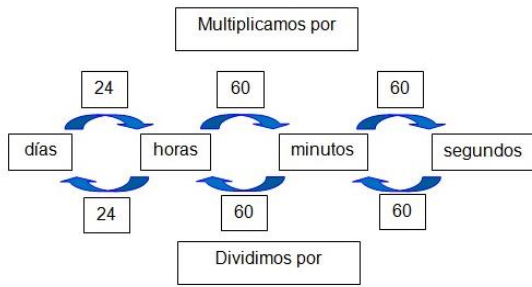 Multiplicamos por
24 60 60
días horas minutos segundos
24 60 60
Dividimos por